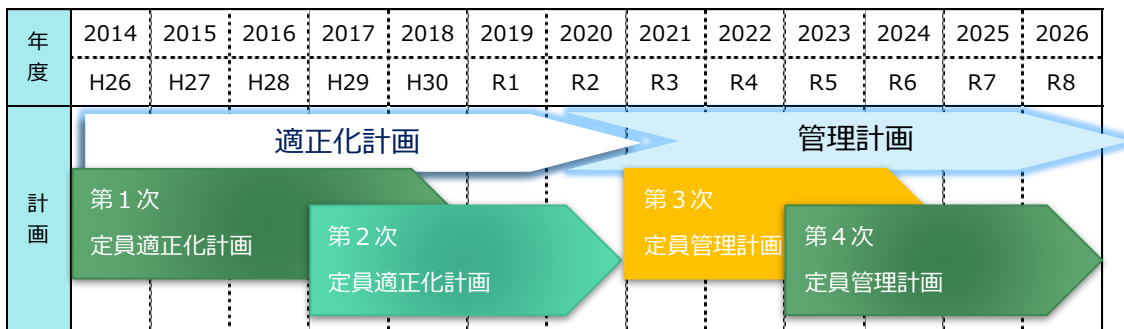 年度 2014 2015 2016 2017 2018 2019 2020 2021 2022 2023 2024 2025 2026
H26 H27 H28 H29 H30 R1 R2 R3 R4 R5 R6 R7 R8
計画
適正化計画
管理計画
第１次
定員適正化計画
第２次
定員適正化計画
第３次
定員管理計画
第４次
定員管理計画